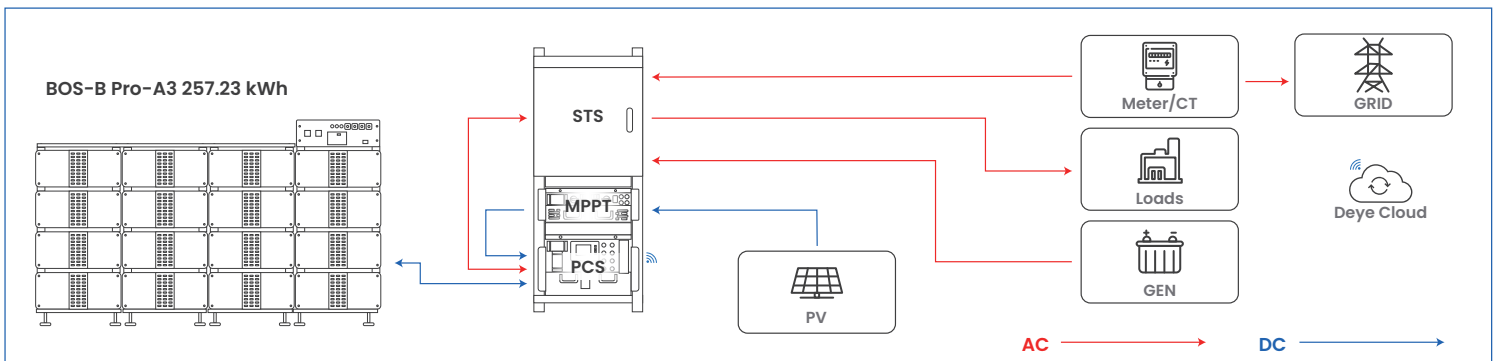 BOS-B Pro-A3 257.23 kWh
STS
MPPT
PCS
PV
Meter/CT
GRID
Loads
Deye Cloud
GEN
AC
DC